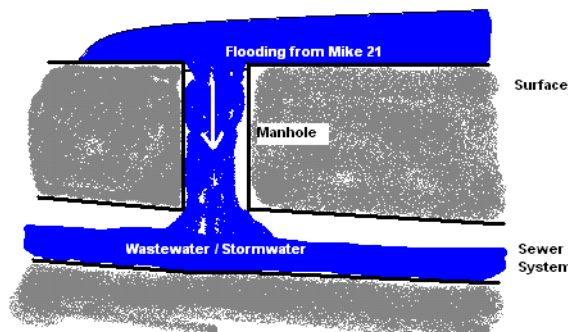 Flooding from Mike 21
Surface
Manhole
Wastewater / Stormwater
Sewer
System